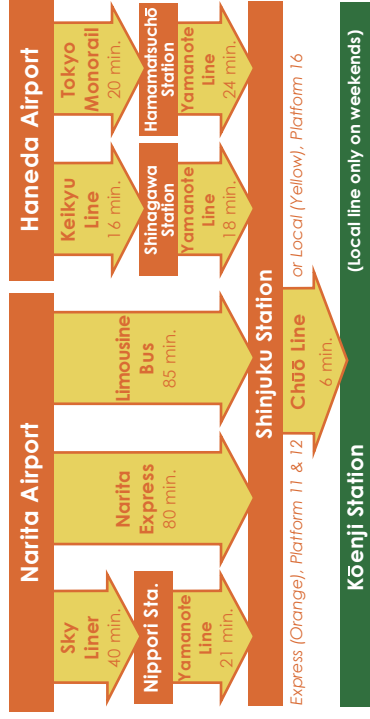 Narita Airport
Haneda Airport
Sky
Liner
40 min.
Narita
Express
80 min.
Limousine
Bus
85 min.
Keikyu
Line
16 min.
Tokyo
Monorail
20 min.
Nippori Sta.
Shinagawa
Station
Hamamatsuchō
Station
Yamanote
Line
21 min.
Yamanote
Line
18 min.
Yamanote
Line
24 min.
Shinjuku Station
Express (Orange), Platform 11 & 12
Chūō Line
6 min.
or Local (Yellow), Platform 16
Kōenji Station
(Local line only on weekends)